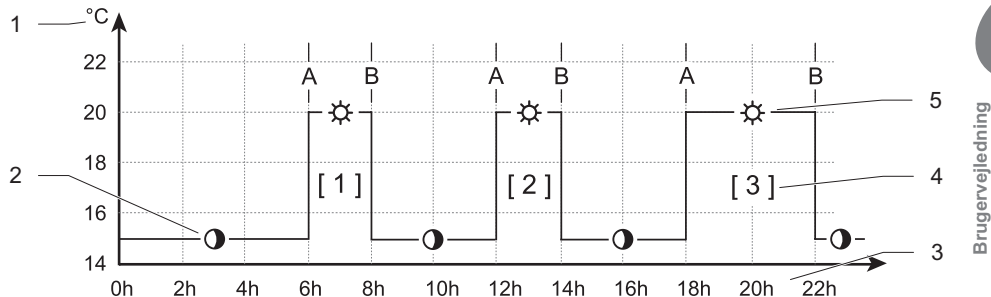 1 °C
22
A B A B A B
20 5
18
[ 1 ] [ 2 ] [ 3 ] 4
2
16
3
14
0h 2h 4h 6h 8h 10h 12h 14h 16h 18h 20h 22h
Brugervejledning